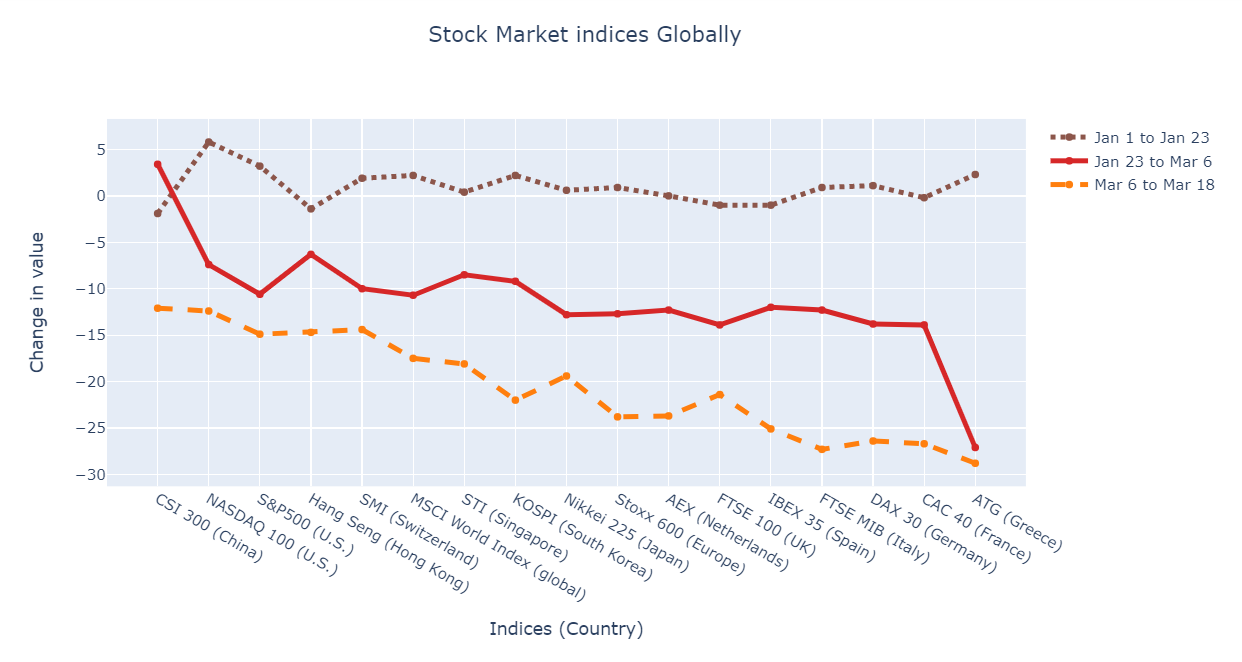 Stock Market indices Globally
Jan 1 to Jan 23
Jan 23 to Mar 6
Mar 6 to Mar 18
Change in value
5
0
−5
−10
−15
−20
−25
−30
CSI 300 (China)
NASDAQ 100 (U.S.)
S&P500 (U.S.)
Hang Seng (Hong Kong)
SMI (Switzerland)
MSCI World Index (global)
STI (Singapore)
KOSPI (South Korea)
Nikkei 225 (Japan)
Stoxx 600 (Europe)
AEX (Netherlands)
FTSE 100 (UK)
IBEX 35 (Spain)
FTSE MIB (Italy)
DAX 30 (Germany)
CAC 40 (France)
ATG (Greece)
Indices (Country)